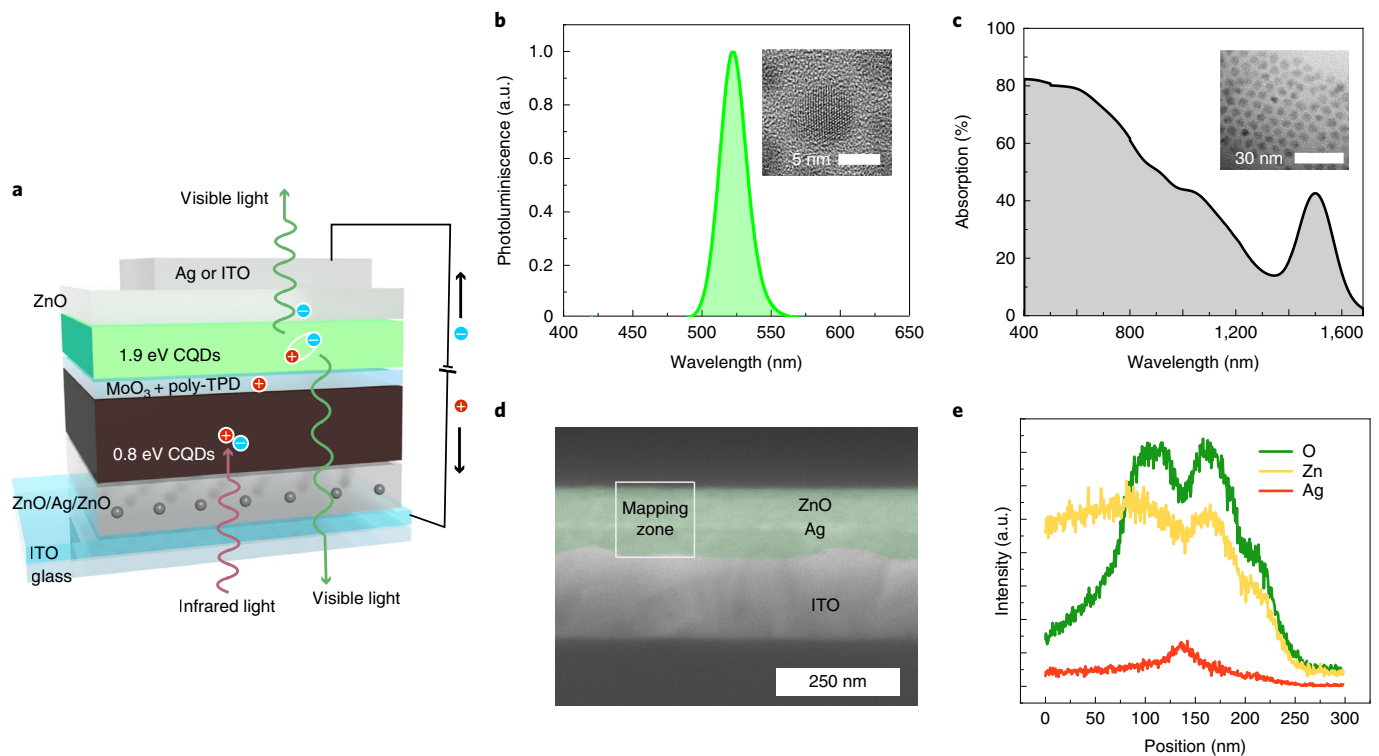 a
Visible light
Ag or ITO
ZnO
1.9 eV CQDs
MoO3 + poly-TPD
0.8 eV CQDs
ZnO/Ag/ZnO
ITO
glass
Infrared light
Visible light
b
Photoluminiscence (a.u.)
1.0
0.8
0.6
0.4
0.2
0
400
450
500
550
600
650
Wavelength (nm)
5 nm
c
Absorption (%)
100
80
60
40
20
0
400
800
1,200
1,600
Wavelength (nm)
30 nm
d
Mapping
zone
ZnO
Ag
ITO
250 nm
e
Intensity (a.u.)
O
Zn
Ag
0
50
100
150
200
250
300
Position (nm)